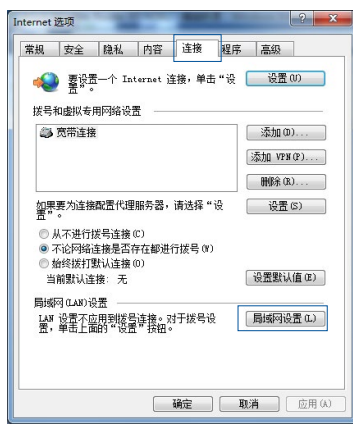 Internet 选项
常规 安全 隐私 内容 连接 程序 高级
要设置一个 Internet 连接，单击“设置”。
设置(U)
拨号和虚拟专用网络设置
宽带连接
添加(D)...
添加 VPN(P)...
删除(R)...
如果要为连接配置代理服务器，请选择“设置”。
设置(S)
从不进行拨号连接(C)
不论网络连接是否存在都进行拨号(W)
始终拨打默认连接(O)
当前默认连接： 无
设置默认值(E)
局域网(LAN)设置
LAN 设置不应用到拨号连接。对于拨号设置，单击上面的“设置”按钮。
局域网设置(L)
确定 取消 应用(A)